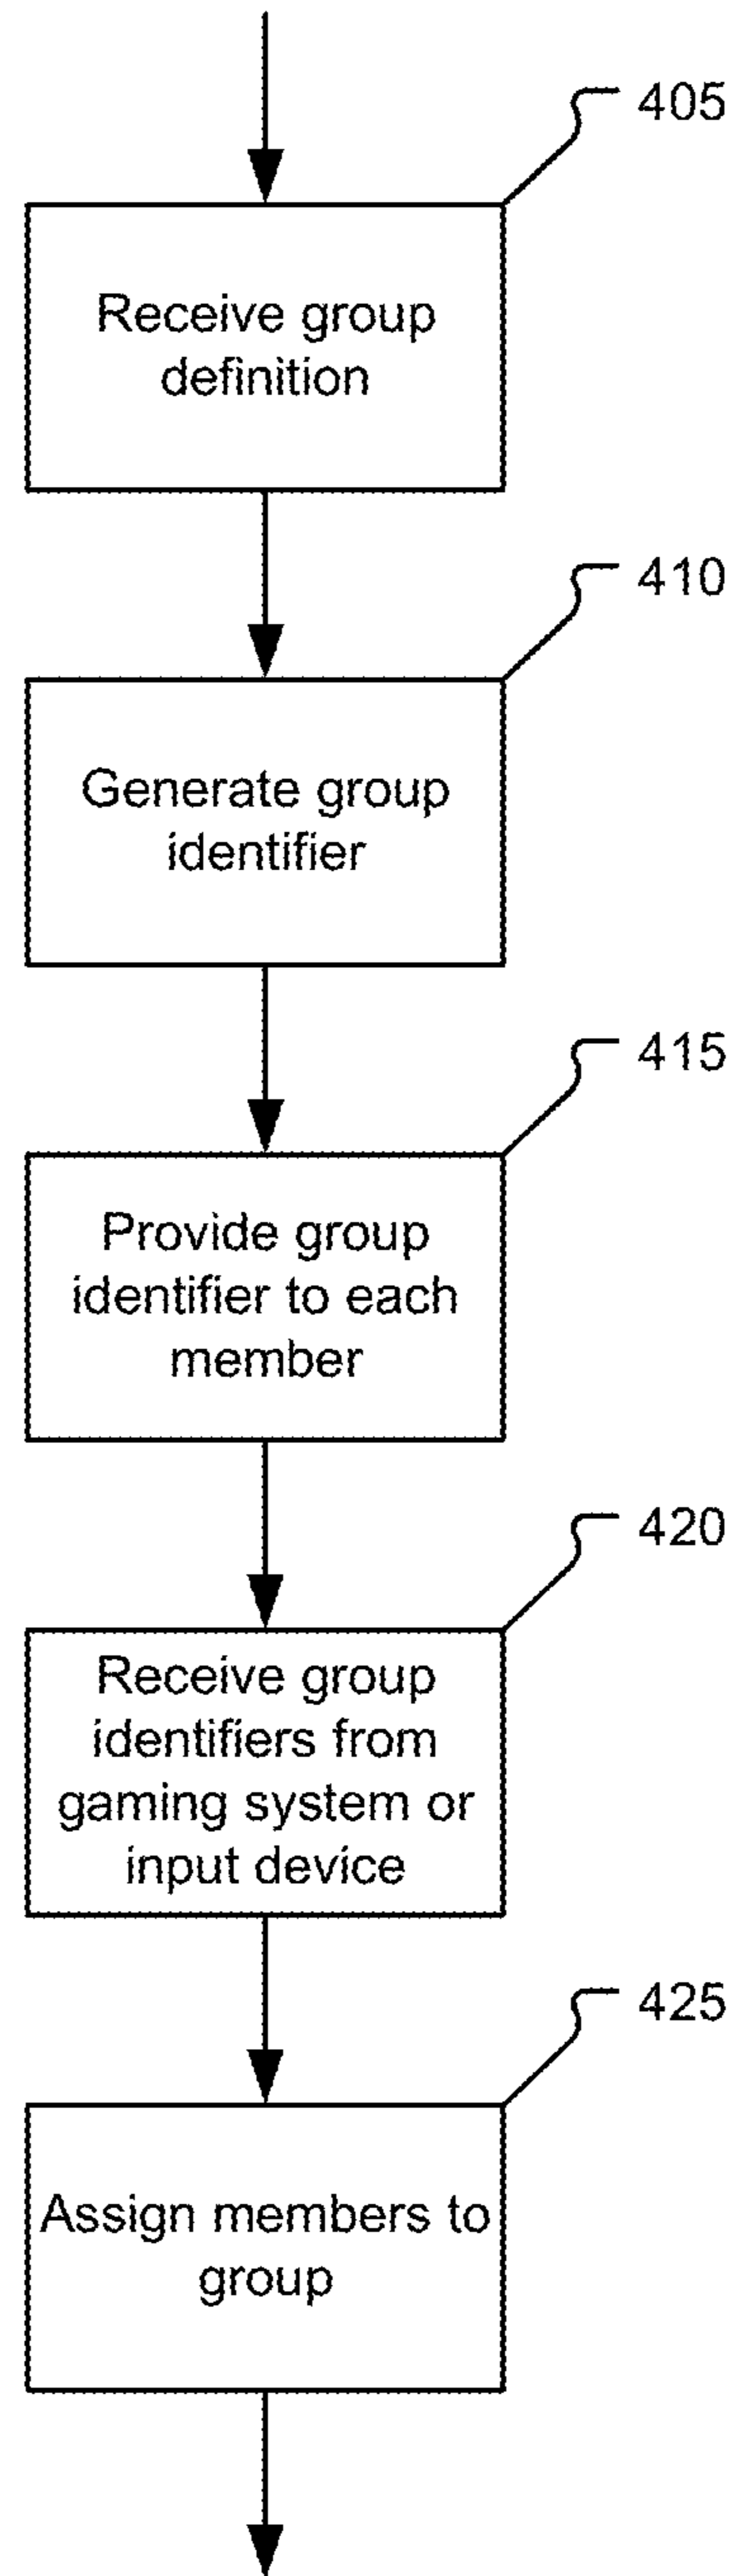 405
Receive group
definition
410
Generate group
identifier
415
Provide group
identifier to each
member
420
Receive group
identifiers from
gaming system or
input device
425
Assign members to
group